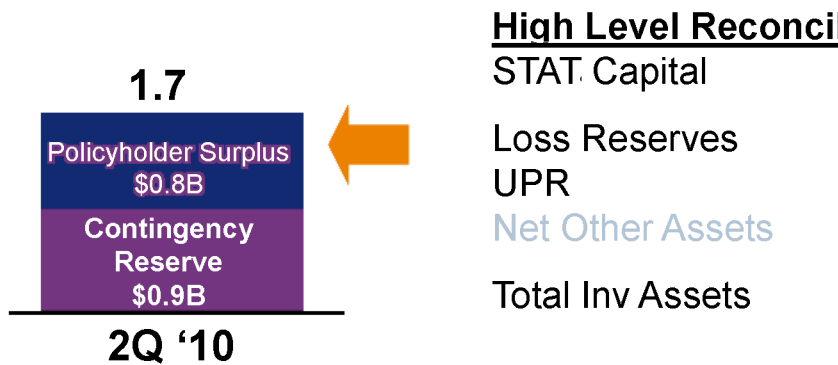 1.7
Policyholder Surplus
$0.8B
Contingency
Reserve
$0.9B
2Q ‘10
High Level
STAT Capital
Loss Reserves
UPR
Net Other Assets
Total Inv Assets